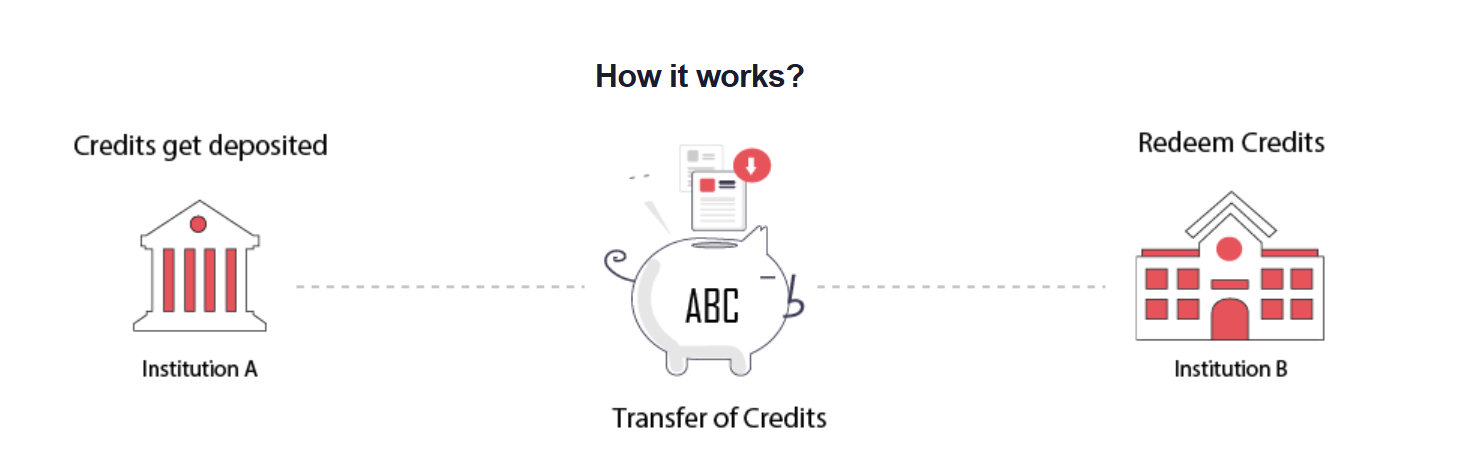 How it works?
Credits get deposited
Redeem Credits
ABC
Institution A
Institution B
Transfer of Credits